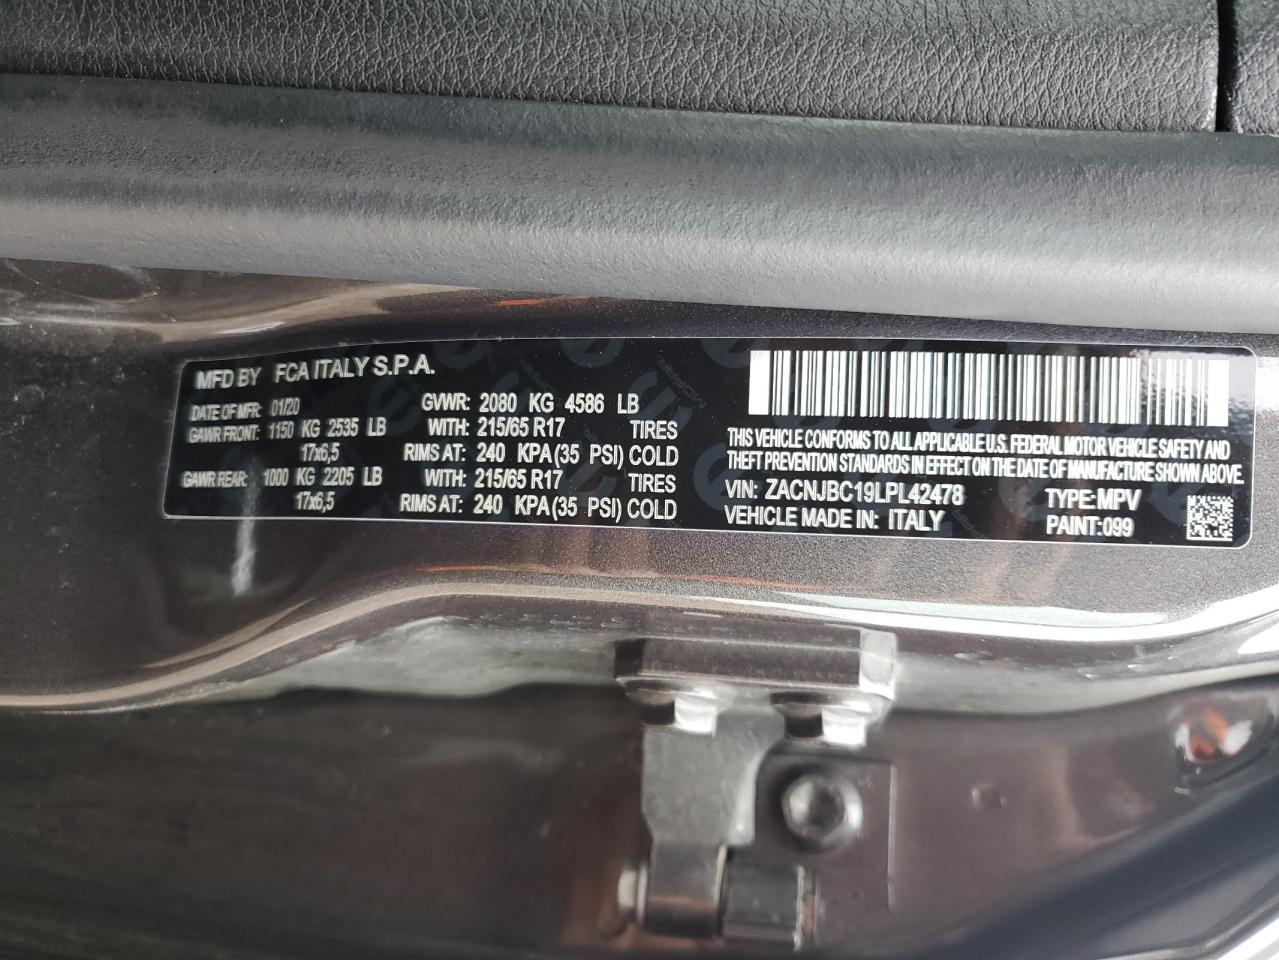 MFD BY FCA ITALY S.P.A.
DATE OF MFR: 01/20 GVWR: 2080 KG 4586 LB
GAWR FRONT: 1150 KG 2535 LB WITH: 215/65 R17 TIRES
17x6,5 RIMS AT: 240 KPA (35 PSI) COLD
GAWR REAR: 1000 KG 2205 LB WITH: 215/65 R17 TIRES
17x6,5 RIMS AT: 240 KPA (35 PSI) COLD
THIS VEHICLE CONFORMS TO ALL APPLICABLE U.S. FEDERAL MOTOR VEHICLE SAFETY AND
THEFT PREVENTION STANDARDS IN EFFECT ON THE DATE OF MANUFACTURE SHOWN ABOVE.
VIN: ZACNJBC19LPL42478 TYPE: MPV
VEHICLE MADE IN: ITALY PAINT: 099